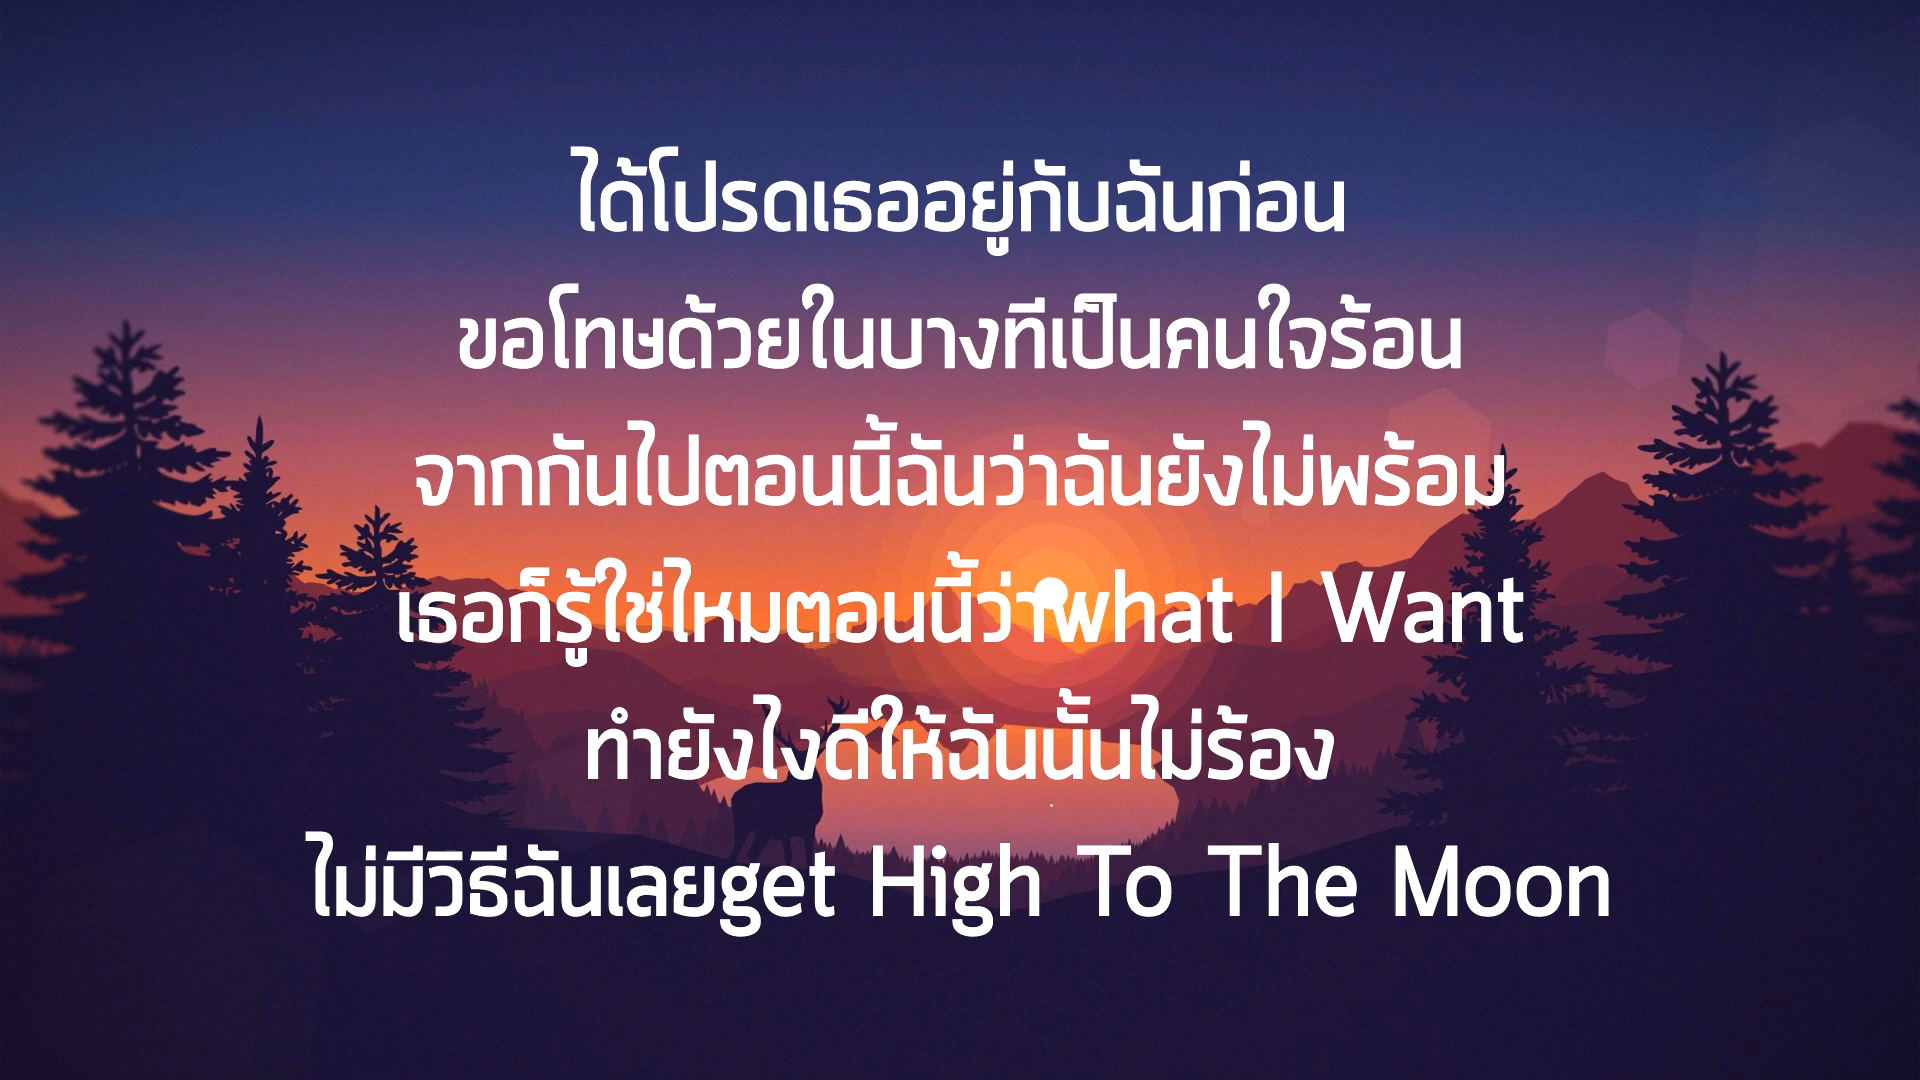 ได้โปรดเธออยู่กับฉันก่อน
ขอโทษด้วยในบางทีเป็นคนใจร้อน
จากกันไปตอนนี้ฉันว่าฉันยังไม่พร้อม
เธอก็รู้ใช่ไหมตอนนี้ว่าwhat I Want
ทำยังไงดีให้ฉันนั้นไม่ร้อง
ไม่มีวิธีฉันเลยget High To The Moon